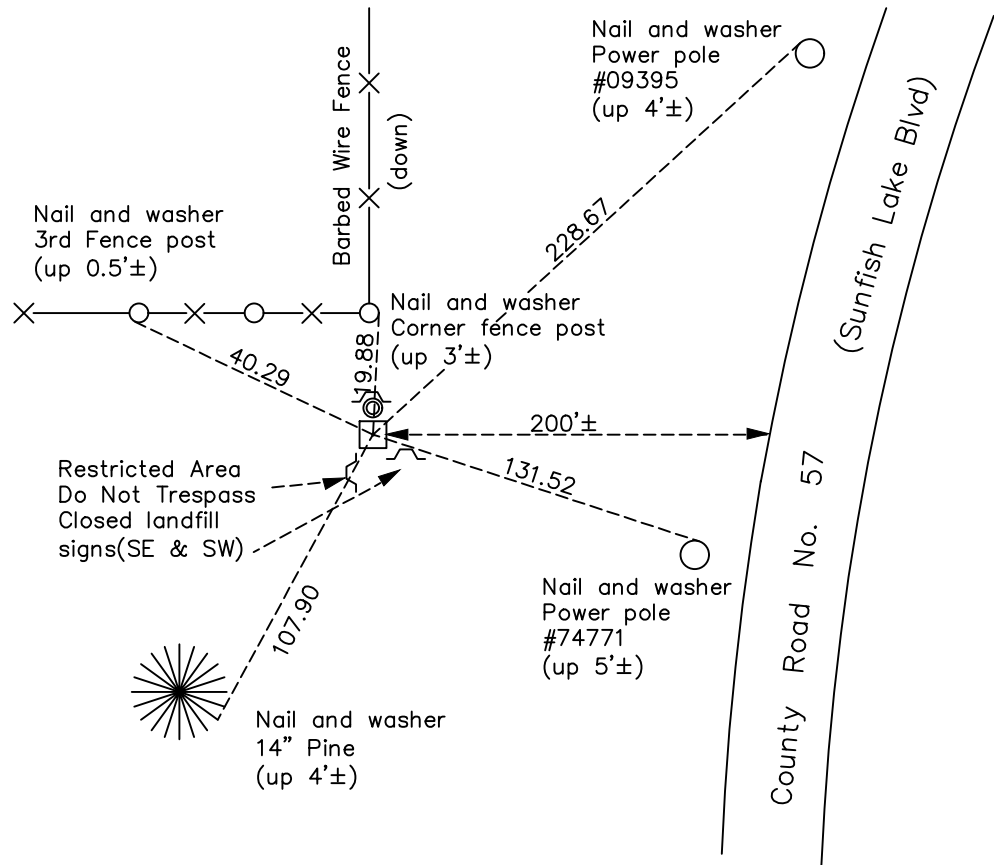 Nail and washer
Power pole
#09395
(up 4'±)
Barbed Wire Fence
(down)
Nail and washer
3rd Fence post
(up 0.5'±)
228.67
(Sunfish Lake Blvd)
Nail and washer
Corner fence post
(up 3'±)
19.88
40.29
200'±
Restricted Area
Do Not Trespass
Closed landfill
signs(SE & SW)
131.52
County Road No. 57
107.90
Nail and washer
Power pole
#74771
(up 5'±)
Nail and washer
14" Pine
(up 4'±)